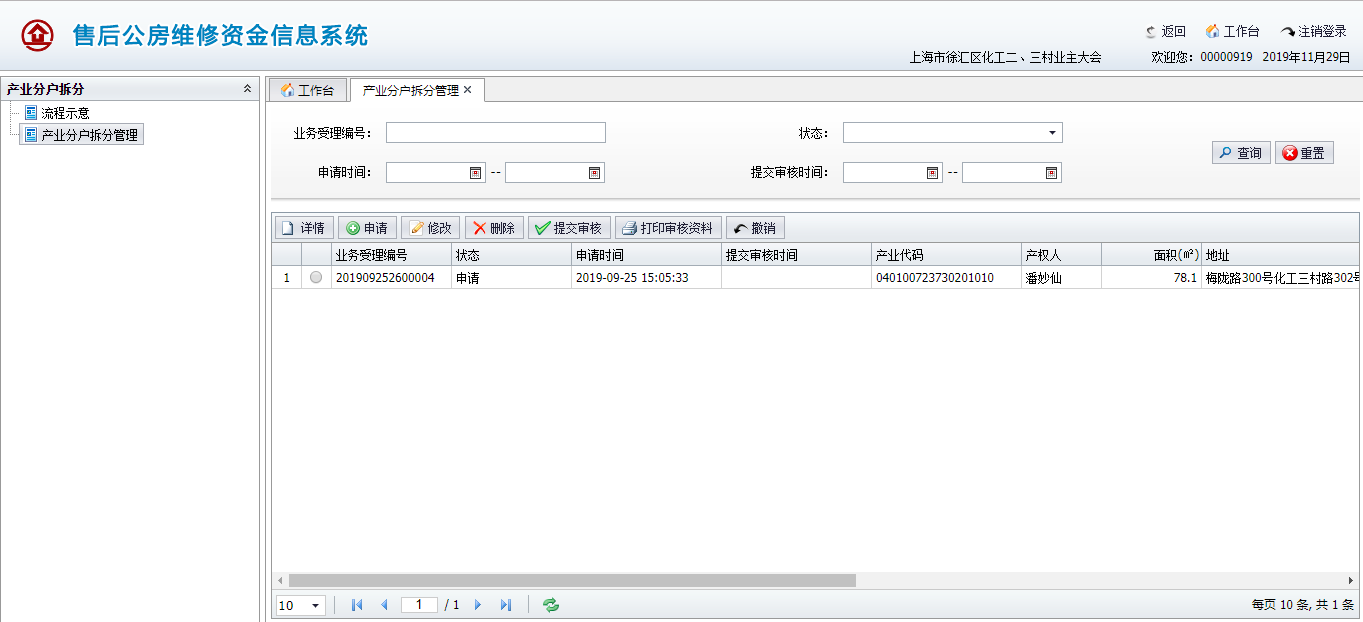 售后公房维修资金信息系统
返回 工作台 注销登录
上海市徐汇区化工二、三村业主大会 欢迎您：00000919 2019年11月29日
产业分户拆分
流程示意
产业分户拆分管理
工作台 产业分户拆分管理
业务受理编号： 状态：
申请时间： -- 提交审核时间： --
查询 重置
详情 申请 修改 删除 提交审核 打印审核资料 撤销
业务受理编号 状态 申请时间 提交审核时间 产业代码 产权人 面积(㎡) 地址
1 201909252600004 申请 2019-09-25 15:05:33 040100723730201010 潘妙仙 78.1 梅陇路300号化工三村路302号
10 1 / 1 每页 10 条, 共 1 条